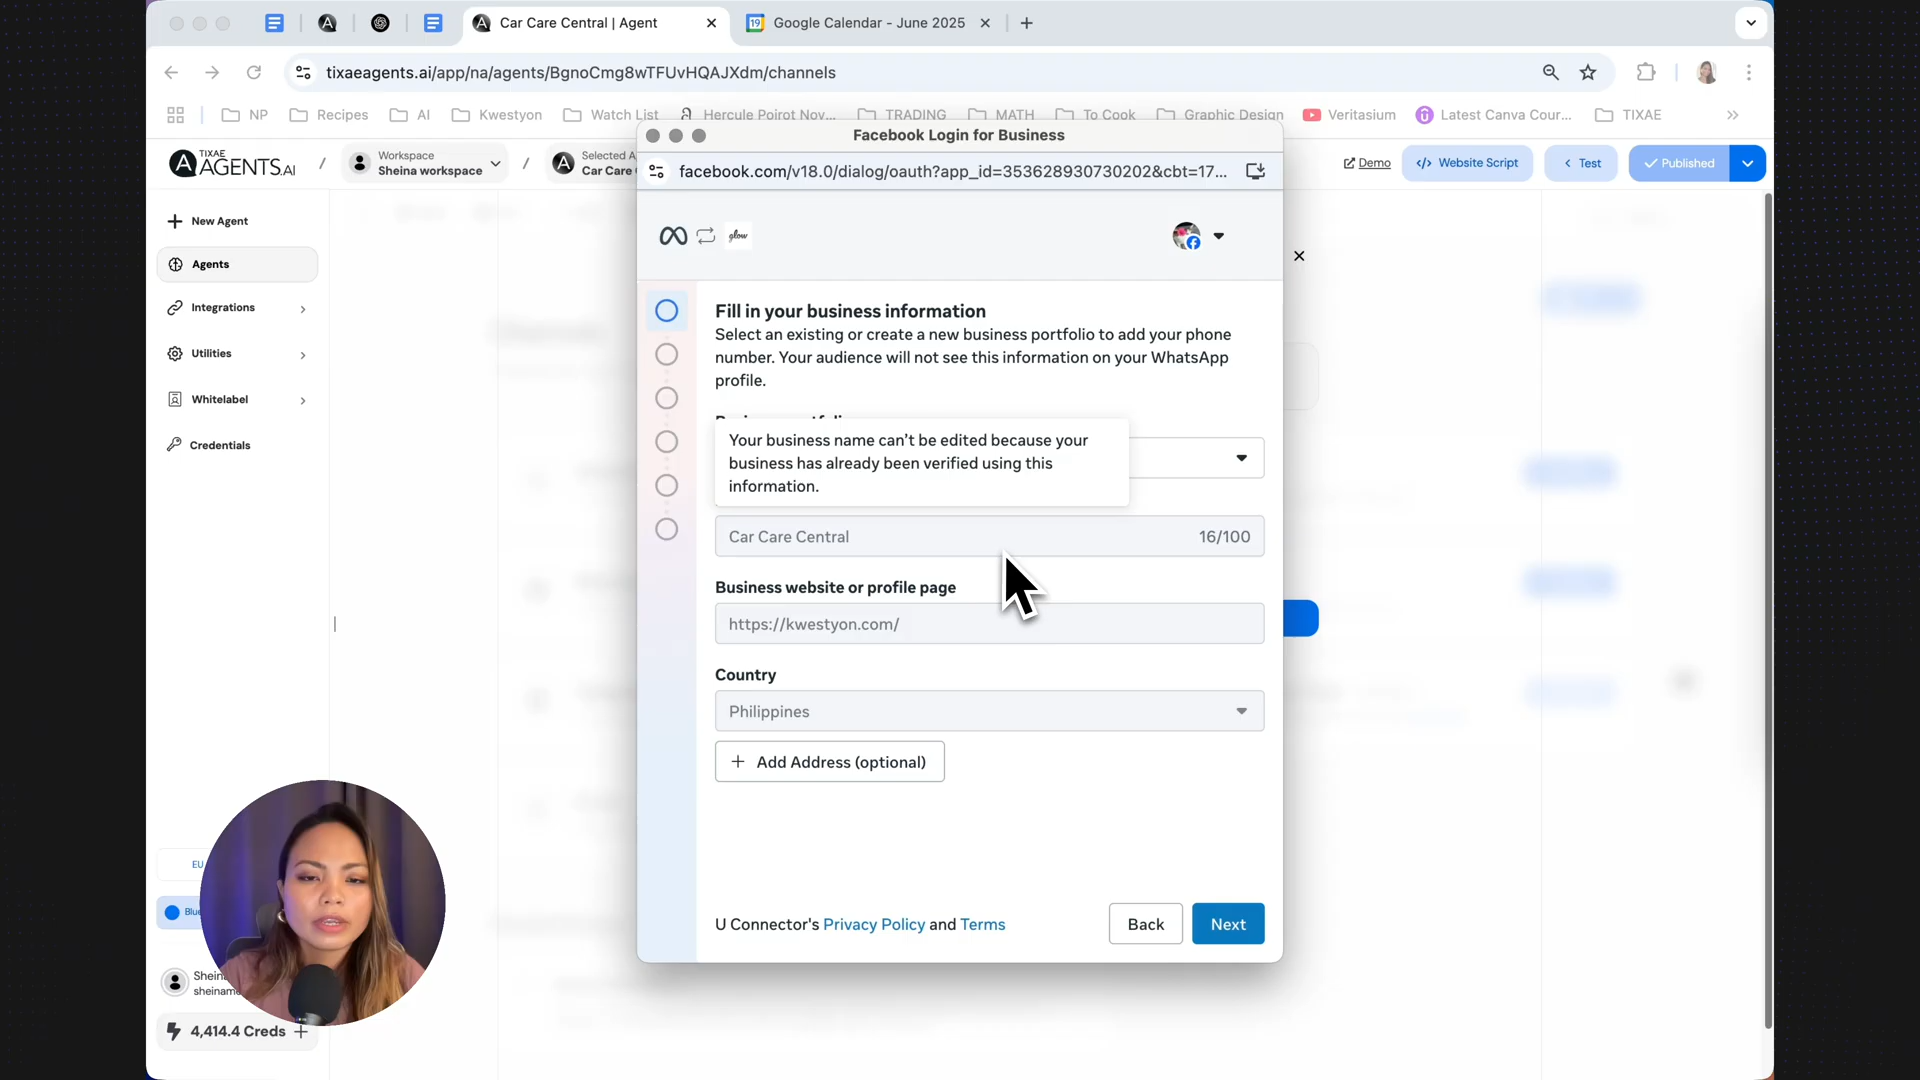 Car Care Central | Agent
Google Calendar - June 2025
tixaeagents.ai/app/na/agents/BgnoCmg8wTFUvHQAJXdm/channels
NP
Recipes
AI
Kwestyon
Watch List
Hercule Poirot Nov...
TRADING
MATH
To Cook
Graphic Design
Veritasium
Latest Canva Cour...
TIXAE
Facebook Login for Business
TIXAE
AGENTS.AI
/
Workspace
Sheina workspace
/
Selected A
Car Care
Demo
</> Website Script
Test
Published
facebook.com/v18.0/dialog/oauth?app_id=353628930730202&cbt=17...
glow
New Agent
Agents
Integrations
Utilities
Whitelabel
Credentials
Fill in your business information
Select an existing or create a new business portfolio to add your phone
number. Your audience will not see this information on your WhatsApp
profile.
Your business name can't be edited because your
business has already been verified using this
information.
Car Care Central
16/100
Business website or profile page
https://kwestyon.com/
Country
Philippines
+ Add Address (optional)
U Connector's Privacy Policy and Terms
Back
Next
EU
4,414.4 Creds +